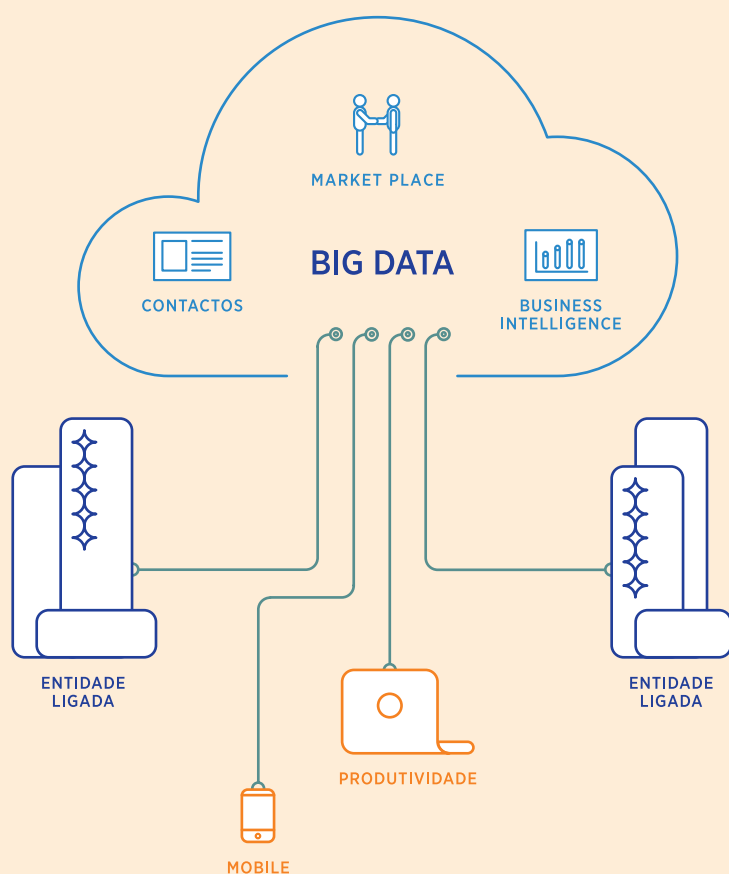 MARKET PLACE
BIG DATA
CONTACTOS
BUSINESS
INTELLIGENCE
ENTIDADE
LIGADA
ENTIDADE
LIGADA
PRODUTIVIDADE
MOBILE